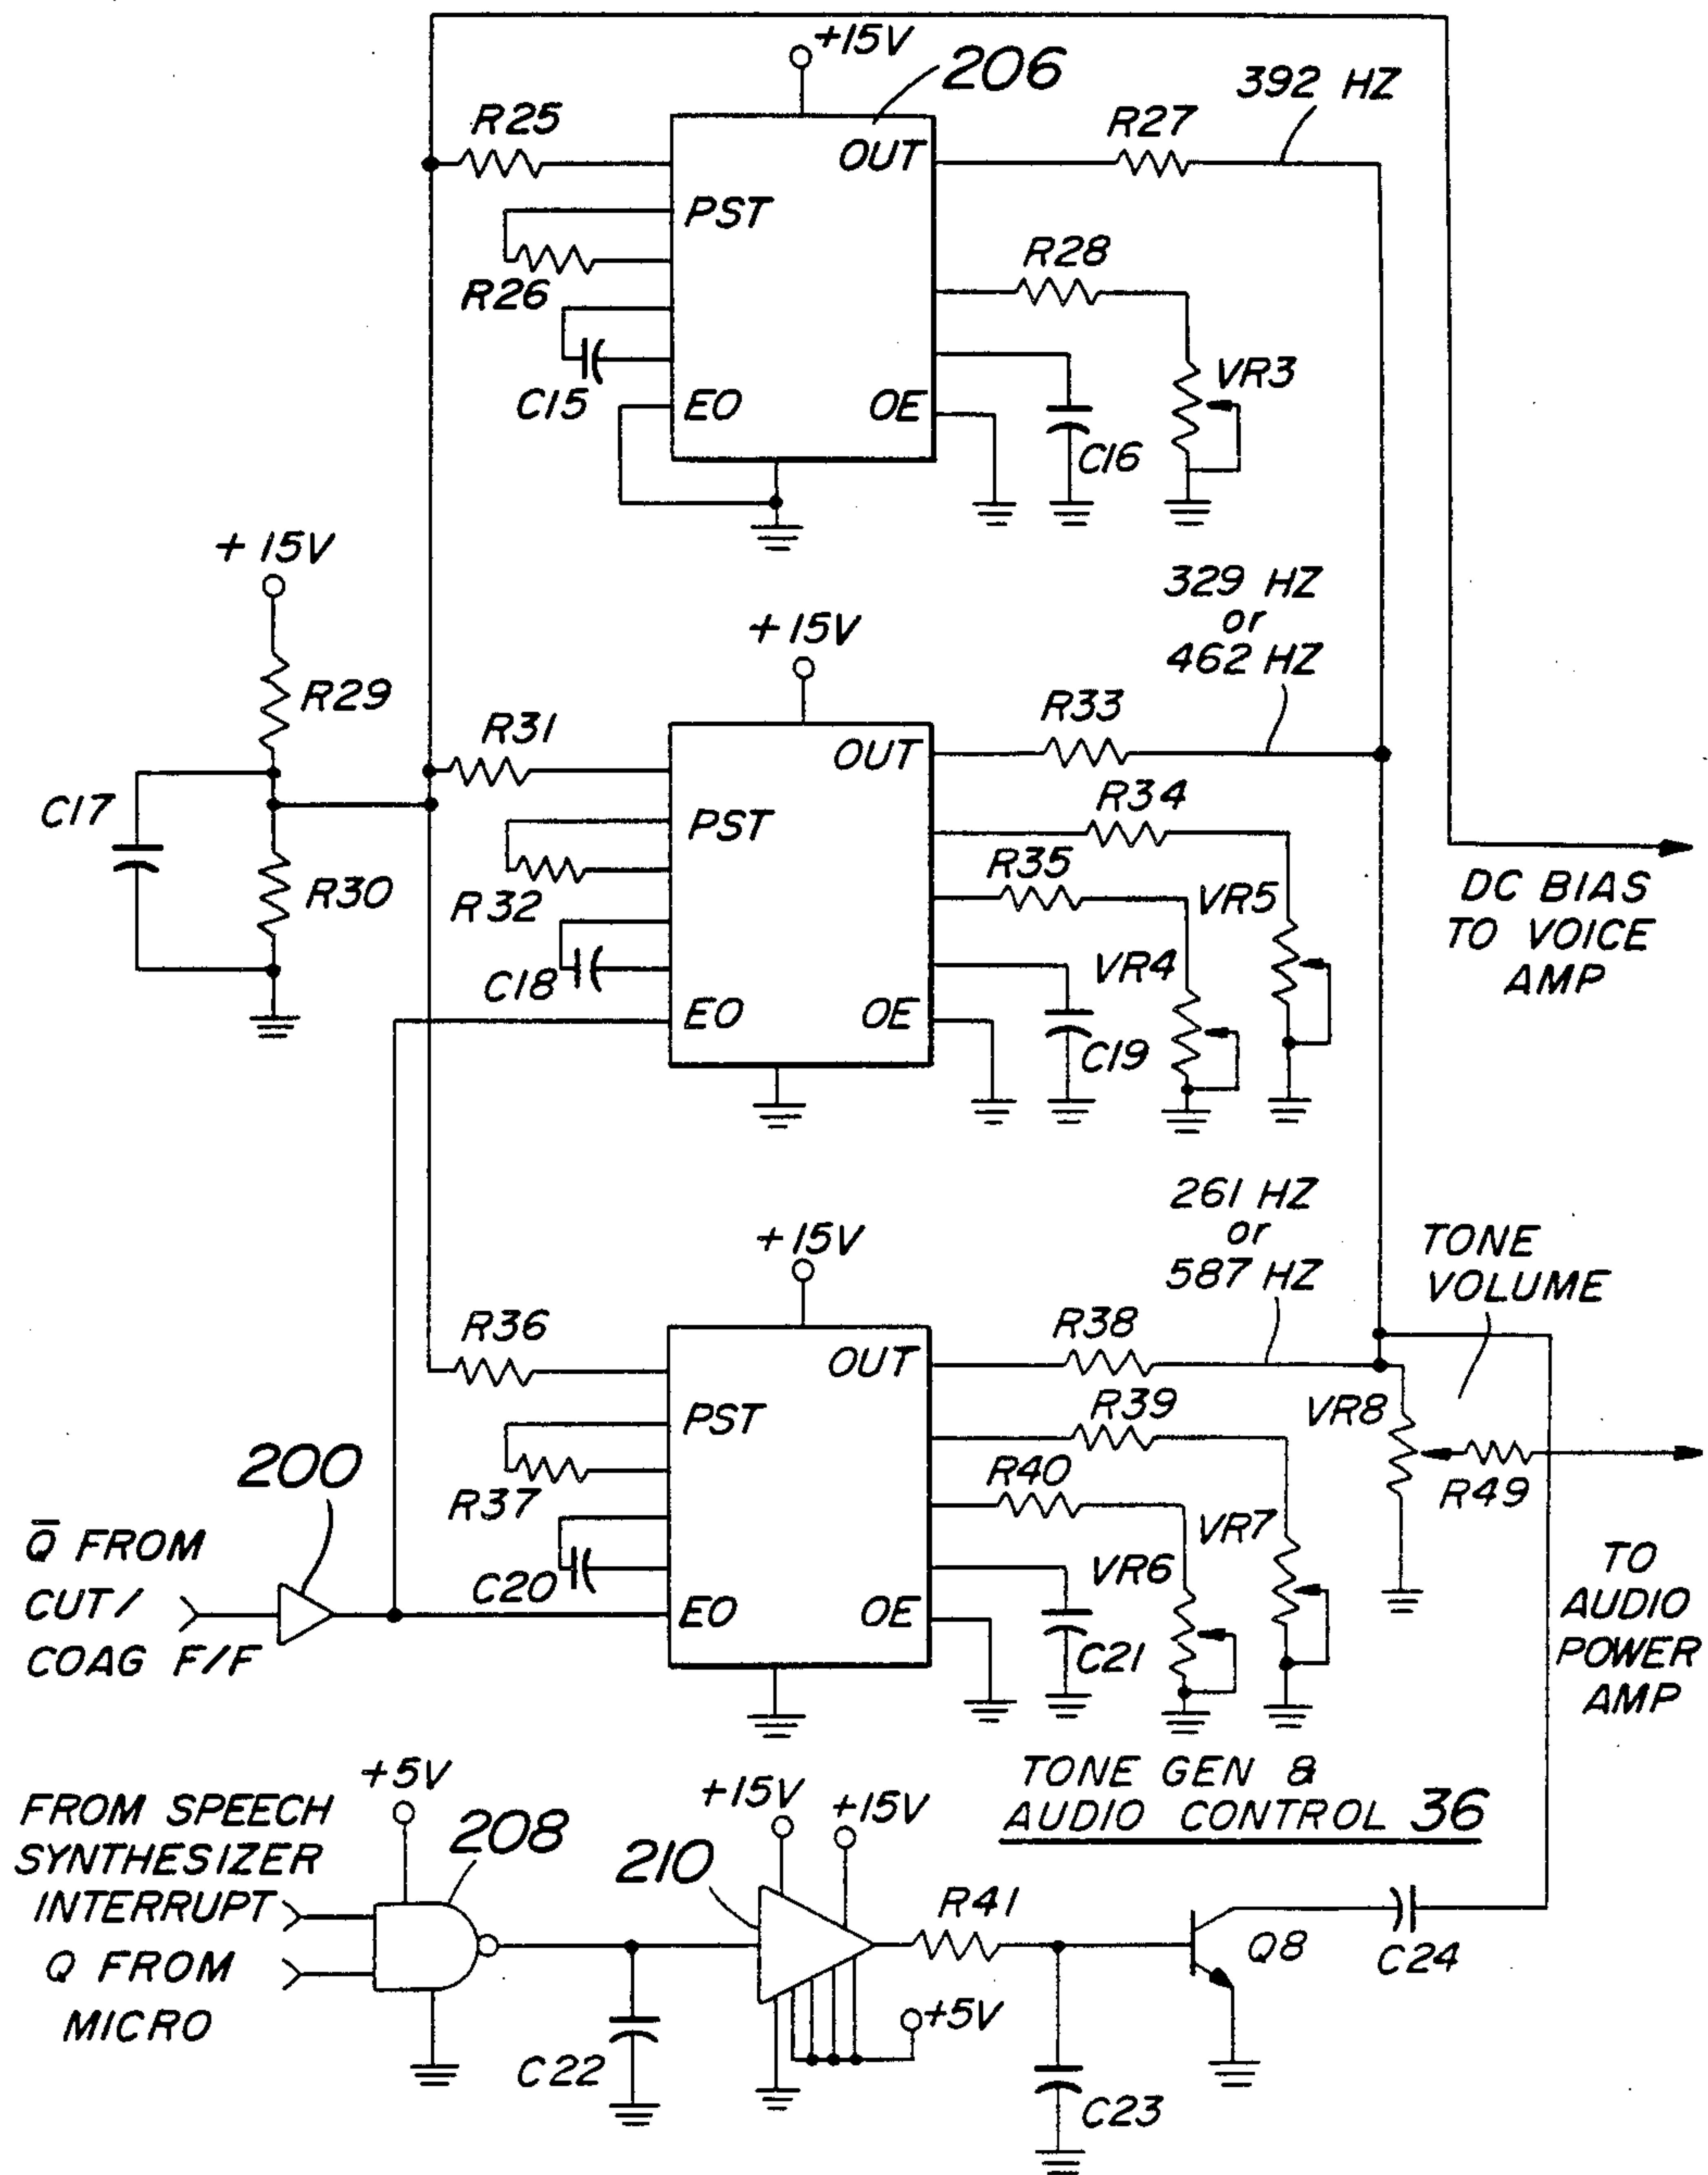 +15V
206
392 HZ
R25
R27
OUT
PST
R28
R26
VR3
C15
EO
OE
C16
+15V
329 HZ
or
462 HZ
+15V
R29
R33
R31
OUT
R34
C17
PST
R35
R30
R32
VR5
DC BIAS
TO VOICE
AMP
VR4
C18
EO
OE
C19
261 HZ
or
587 HZ
TONE
VOLUME
+15V
R38
R36
OUT
R39
VR8
PST
200
R40
R49
R37
VR7
Q̅ FROM
CUT/
COAG F/F
C20
VR6
EO
OE
C21
TO
AUDIO
POWER
AMP
TONE GEN &
AUDIO CONTROL 36
+5V
+15V
+15V
FROM SPEECH
SYNTHESIZER
INTERRUPT
208
210
R41
Q FROM
MICRO
Q8
C24
+5V
C22
C23